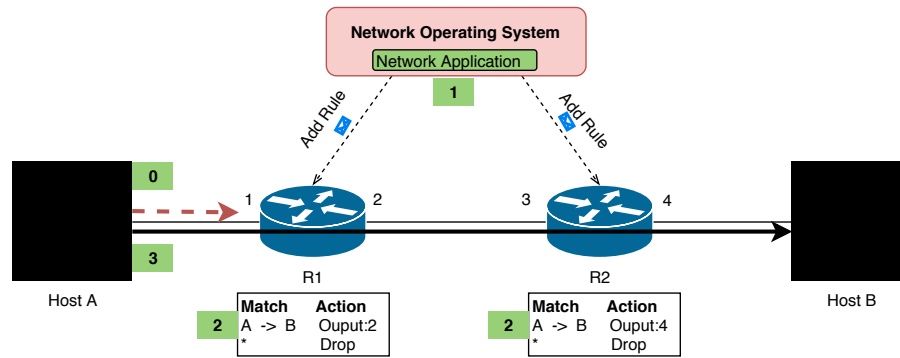 Network Operating System
Network Application
1
Add Rule
Add Rule
0
1
2
3
4
3
R1
R2
Host A
Host B
Match Action
2 A -> B Ouput:2
* Drop
Match Action
2 A -> B Ouput:4
* Drop